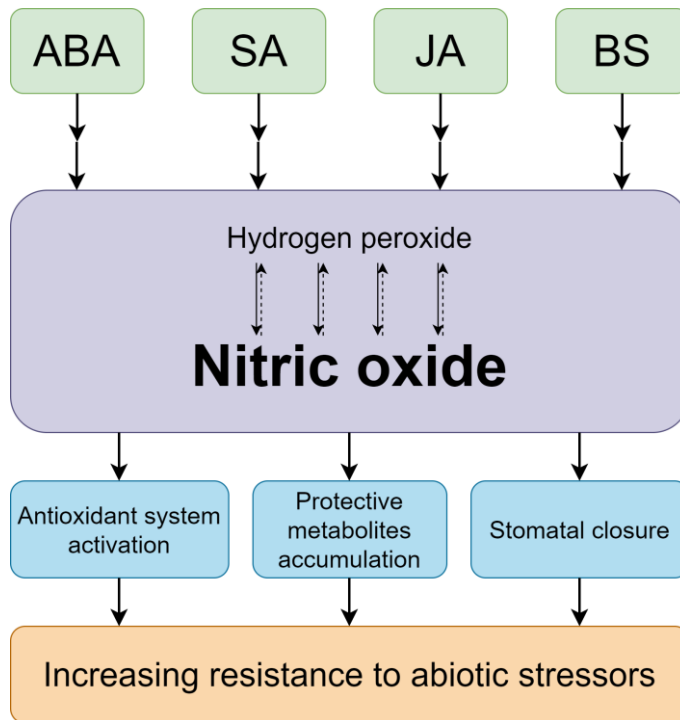 ABA
SA
JA
BS
Hydrogen peroxide
Nitric oxide
Antioxidant system
activation
Protective
metabolites
accumulation
Stomatal closure
Increasing resistance to abiotic stressors